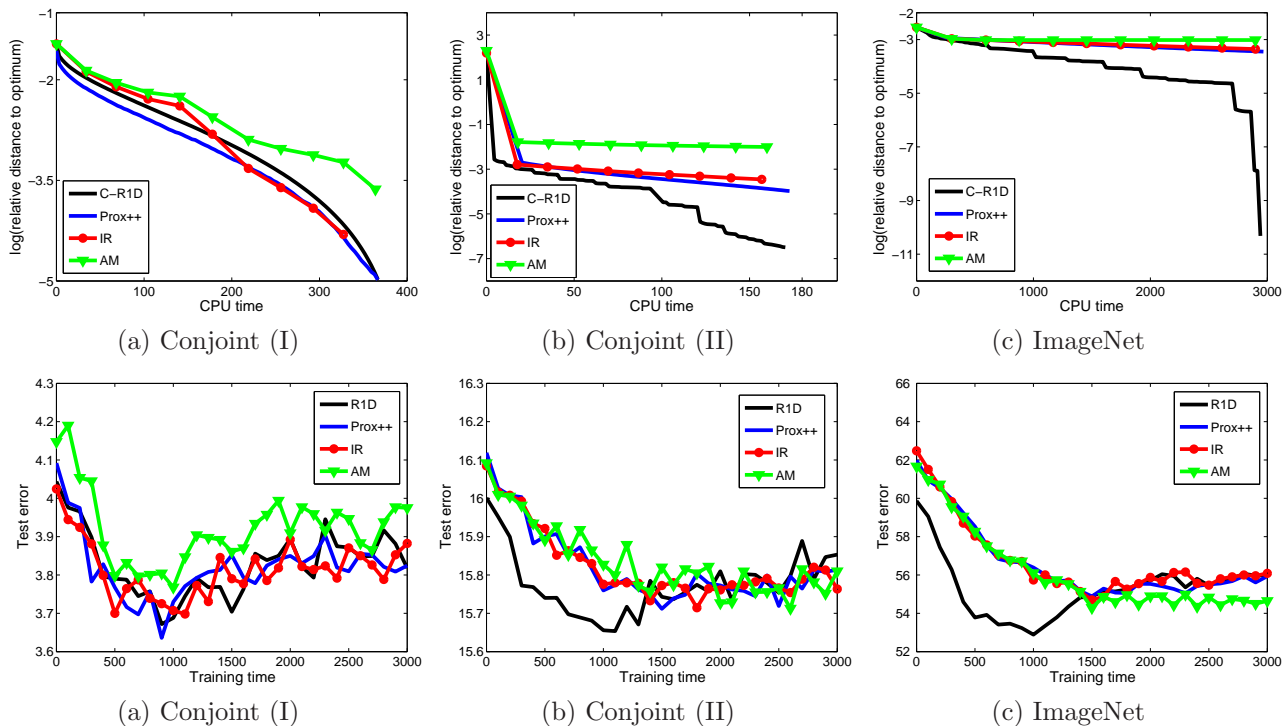 log(relative distance to optimum)
−1
−2
−3.5
−5
0
100
200
300
400
CPU time
C−R1D
Prox++
IR
AM
(a) Conjoint (I)
log(relative distance to optimum)
3
1
−1
−3
−5
−7
0
50
100
150
180
CPU time
C−R1D
Prox++
IR
AM
(b) Conjoint (II)
log(relative distance to optimum)
−2
−3
−5
−7
−9
−11
0
1000
2000
3000
CPU time
C−R1D
Prox++
IR
AM
(c) ImageNet
Test error
4.3
4.2
4.1
4
3.9
3.8
3.7
3.6
0
500
1000
1500
2000
2500
3000
Training time
R1D
Prox++
IR
AM
(a) Conjoint (I)
Test error
16.3
16.2
16.1
16
15.9
15.8
15.7
15.6
0
500
1000
1500
2000
2500
3000
Training time
R1D
Prox++
IR
AM
(b) Conjoint (II)
Test error
66
64
62
60
58
56
54
52
0
500
1000
1500
2000
2500
3000
Training time
R1D
Prox++
IR
AM
(c) ImageNet